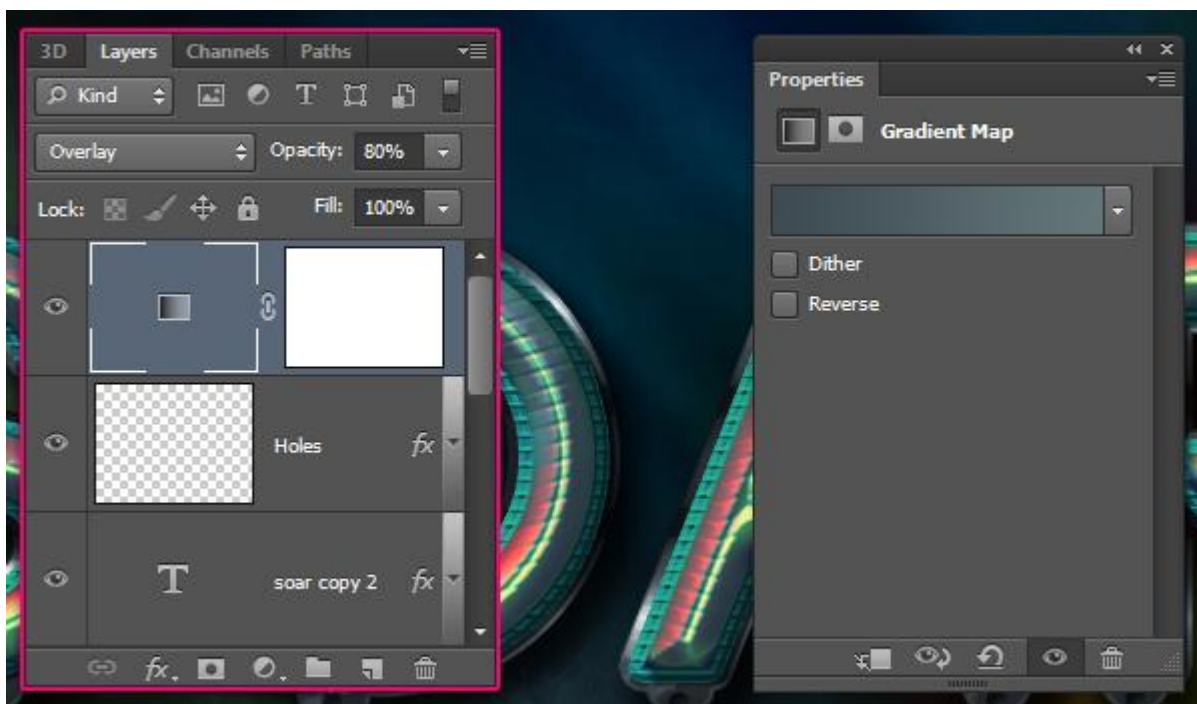 3D Layers Channels Paths
Kind
Overlay Opacity: 80%
Lock: Fill: 100%
Holes fx
T soar copy 2 fx
fx.
Properties
Gradient Map
Dither
Reverse